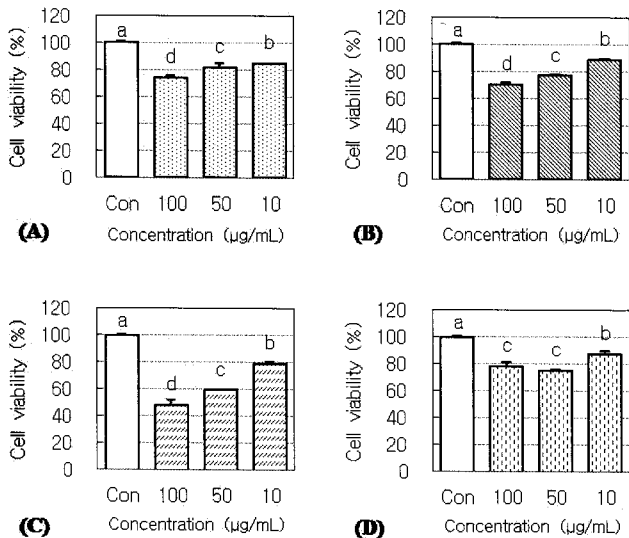 120
100
80
60
40
20
0
Cell viability (%)
a
d
c
b
Con 100 50 10
(A) Concentration (µg/mL)
120
100
80
60
40
20
0
Cell viability (%)
a
d
c
b
Con 100 50 10
(B) Concentration (µg/mL)
120
100
80
60
40
20
0
Cell viability (%)
a
d
c
b
Con 100 50 10
(C) Concentration (µg/mL)
120
100
80
60
40
20
0
Cell viability (%)
a
c
c
b
Con 100 50 10
(D) Concentration (µg/mL)